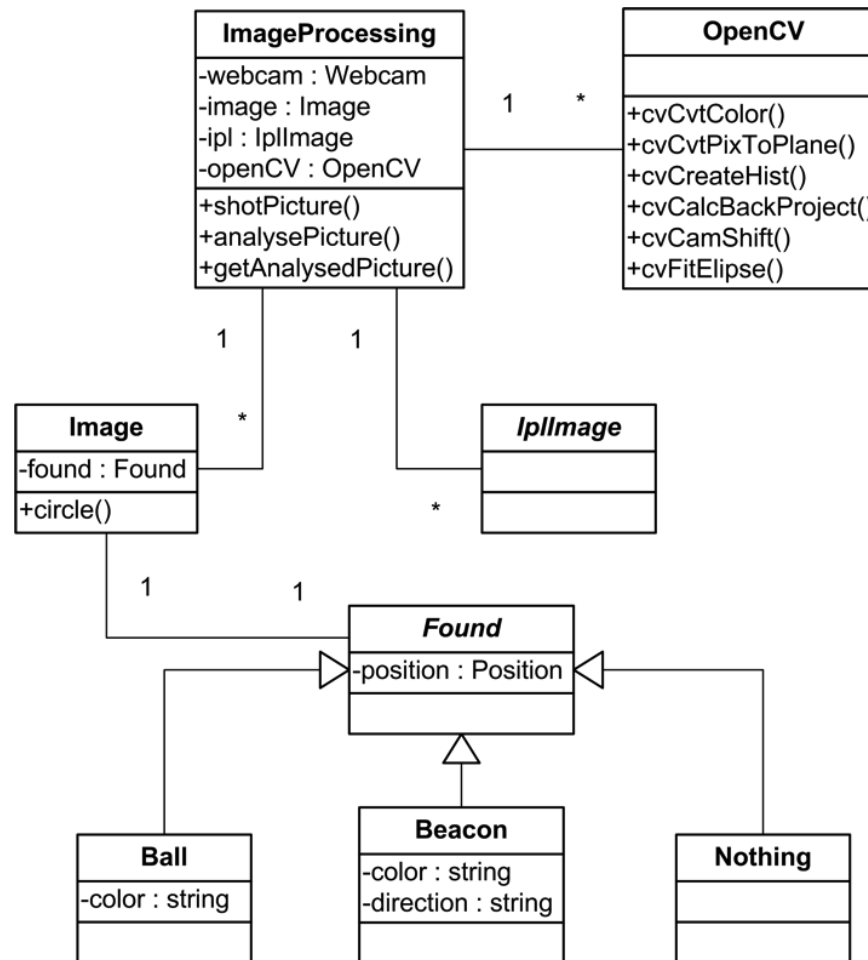 ImageProcessing
-webcam : Webcam
-image : Image
-ipl : IplImage
-openCV : OpenCV
+shotPicture()
+analysePicture()
+getAnalysedPicture()
1
*
OpenCV
+cvCvtColor()
+cvCvtPixToPlane()
+cvCreateHist()
+cvCalcBackProject()
+cvCamShift()
+cvFitElipse()
1
*
1
*
Image
-found : Found
+circle()
IplImage
1
1
Found
-position : Position
Ball
-color : string
Beacon
-color : string
-direction : string
Nothing